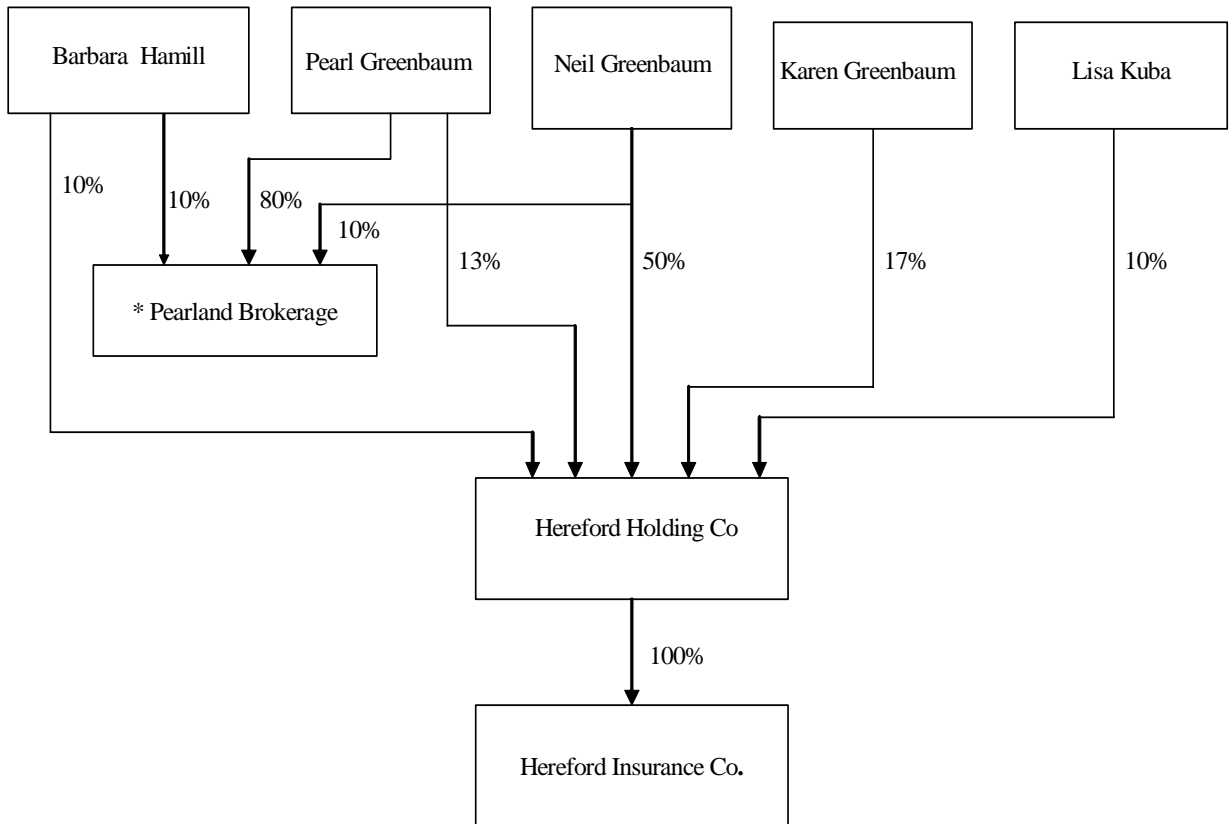 Barbara Hamill
Pearl Greenbaum
Neil Greenbaum
Karen Greenbaum
Lisa Kuba
10%
10%
80%
10%
13%
50%
17%
10%
* Pearland Brokerage
Hereford Holding Co
100%
Hereford Insurance Co.